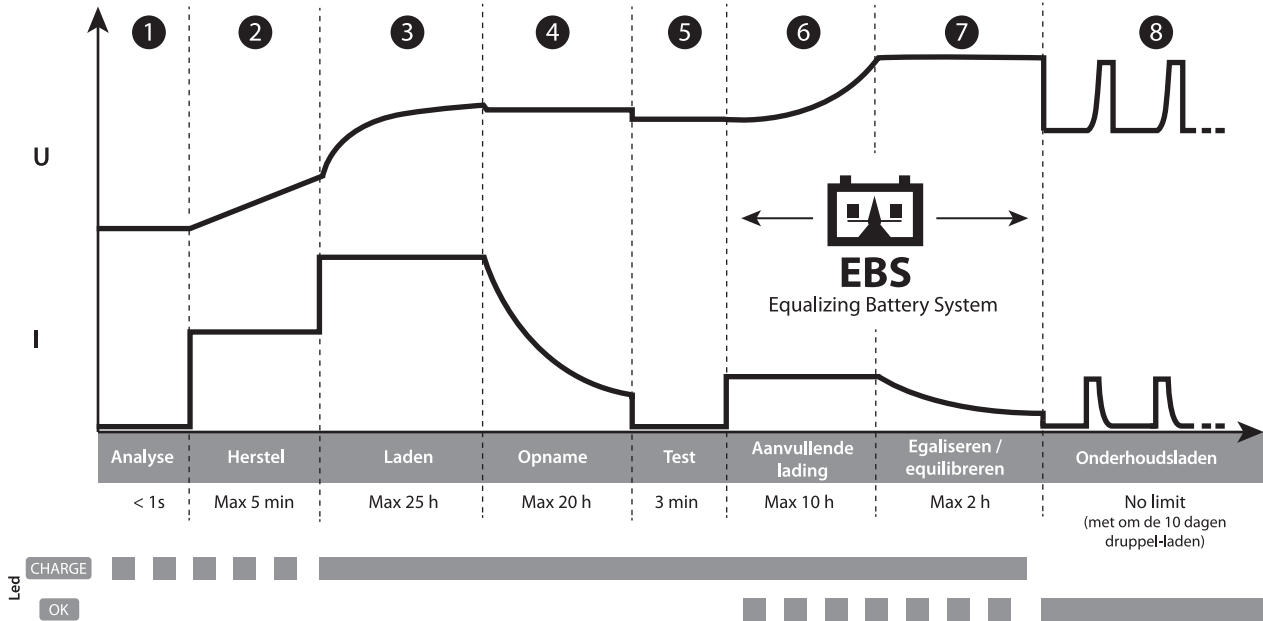 1 2 3 4 5 6 7 8
U
EBS
Equalizing Battery System
I
Analyse Herstel Laden Opname Test Aanvullende lading Egaliseren / equilibreren Onderhoudsladen
< 1s Max 5 min Max 25 h Max 20 h 3 min Max 10 h Max 2 h No limit
(met om de 10 dagen
druppel-laden)
Led
CHARGE
OK